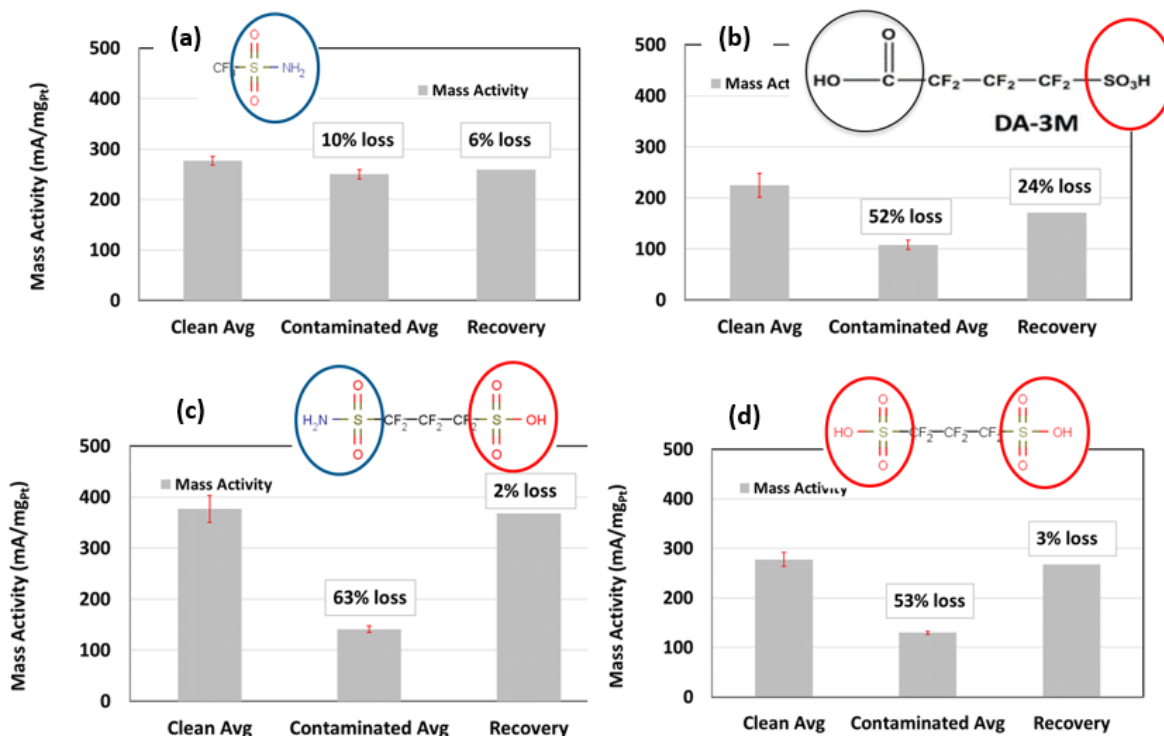 (a)
O
CF
S
NH2
O
Mass Activity (mA/mgPt)
500
400
300
200
100
0
Mass Activity
10% loss
6% loss
Clean Avg
Contaminated Avg
Recovery
(b)
O
HO
C
CF2
CF2
CF2
SO3H
DA-3M
Mass Activity (mA/mgPt)
500
400
300
200
100
0
Mass Act
52% loss
24% loss
Clean Avg
Contaminated Avg
Recovery
(c)
O
O
H2N
S
CF2
CF2
CF2
S
OH
O
O
Mass Activity (mA/mgPt)
500
400
300
200
100
0
Mass Activity
63% loss
2% loss
Clean Avg
Contaminated Avg
Recovery
(d)
O
O
HO
S
CF2
CF2
CF2
S
OH
O
O
Mass Activity (mA/mgPt)
500
400
300
200
100
0
Mass Activity
53% loss
3% loss
Clean Avg
Contaminated Avg
Recovery